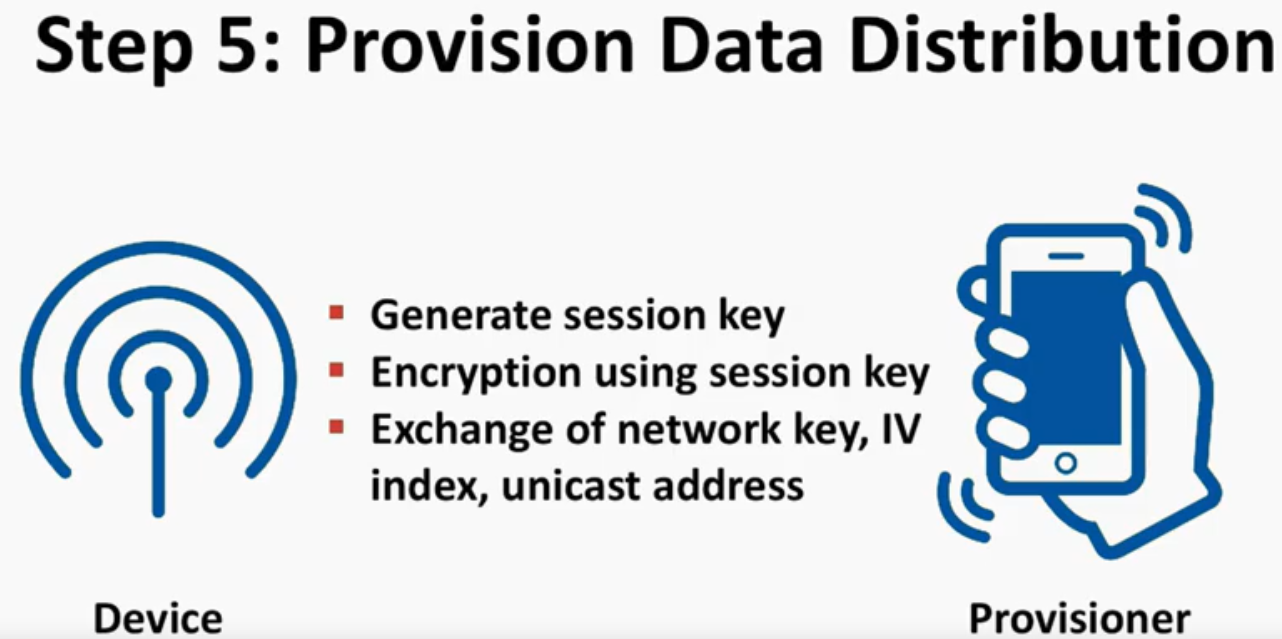 Step 5: Provision Data Distribution
Generate session key
Encryption using session key
Exchange of network key, IV
index, unicast address
Device
Provisioner